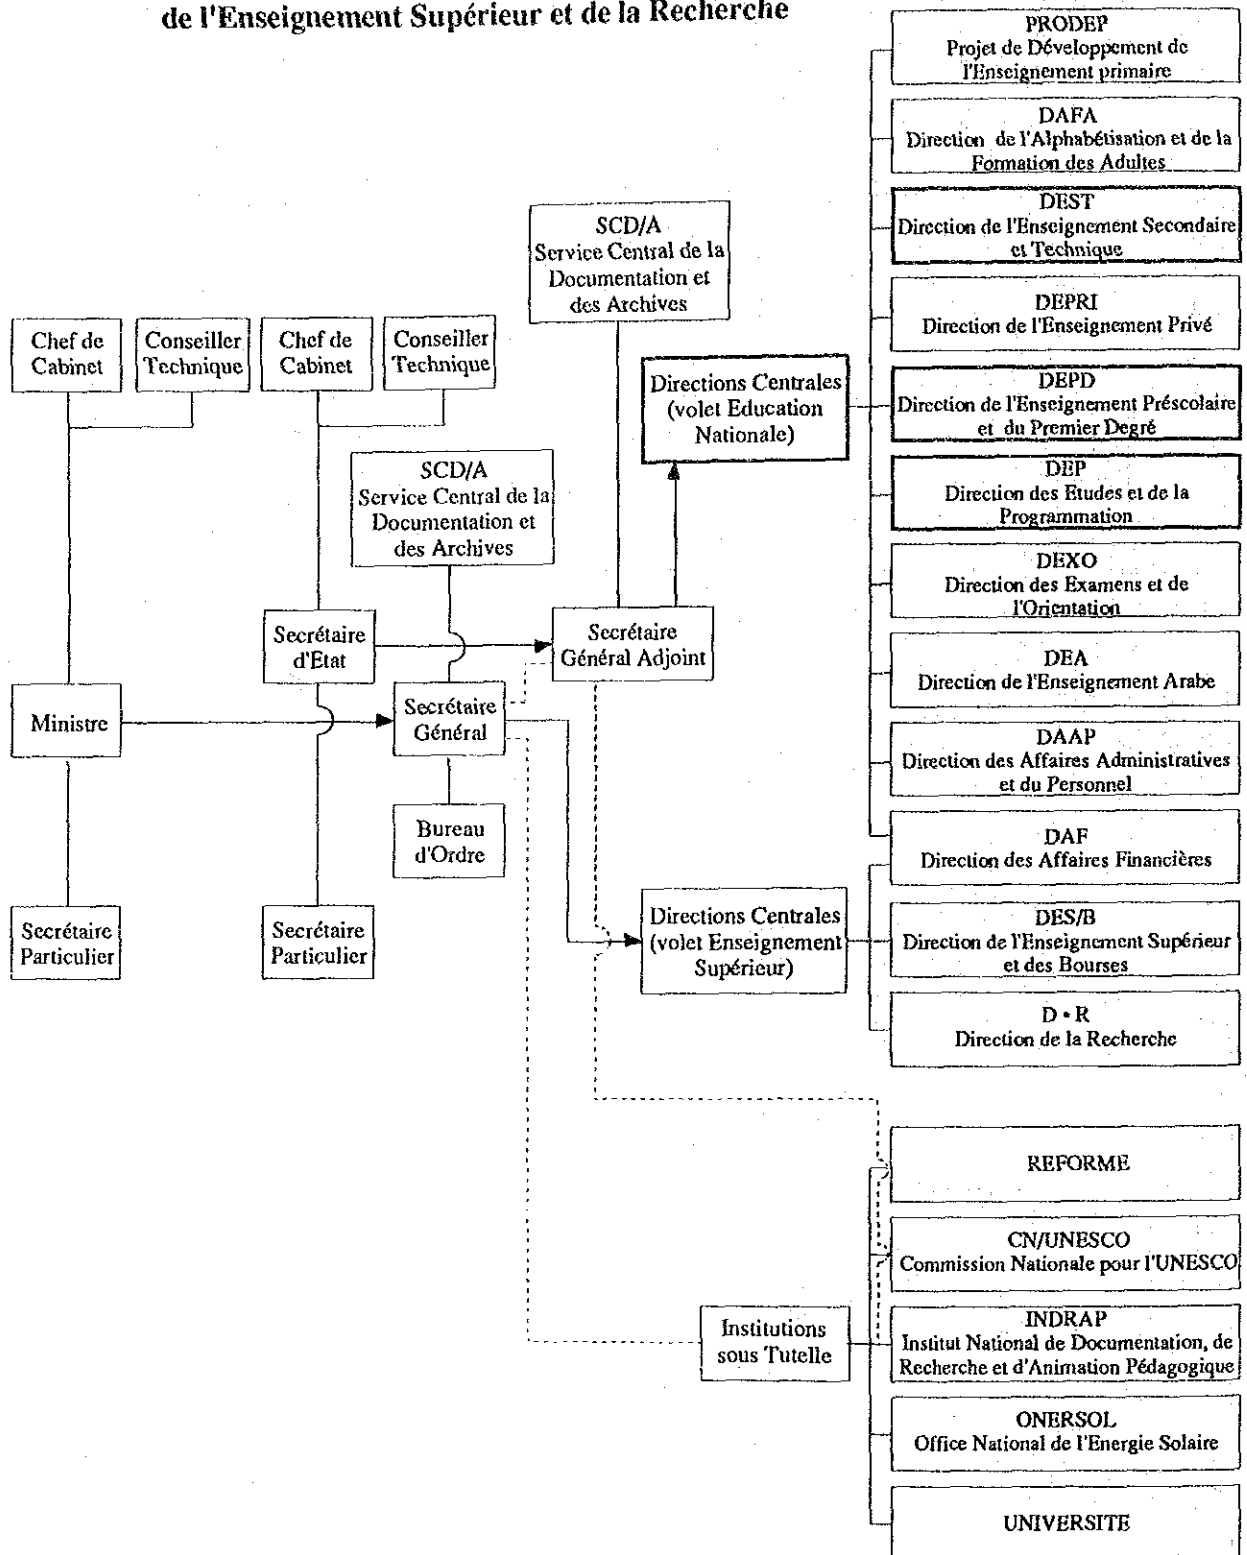 de l'Enseignement Supérieur et de la Recherche
PRODEP
Projet de Développement de
l'Enseignement primaire
DAFA
Direction de l'Alphabétisation et de la
Formation des Adultes
DEST
Direction de l'Enseignement Secondaire
et Technique
DEPRI
Direction de l'Enseignement Privé
DEPD
Direction de l'Enseignement Préscolaire
et du Premier Degré
DEP
Direction des Etudes et de la
Programmation
DEXO
Direction des Examens et de
l'Orientation
DEA
Direction de l'Enseignement Arabe
DAAP
Direction des Affaires Administratives
et du Personnel
DAF
Direction des Affaires Financières
DES/B
Direction de l'Enseignement Supérieur
et des Bourses
D•R
Direction de la Recherche
REFORME
CN/UNESCO
Commission Nationale pour l'UNESCO
INDRAP
Institut National de Documentation, de
Recherche et d'Animation Pédagogique
ONERSOL
Office National de l'Energie Solaire
UNIVERSITE
SCD/A
Service Central de la
Documentation et
des Archives
Chef de
Cabinet
Conseiller
Technique
Chef de
Cabinet
Conseiller
Technique
Directions Centrales
(volet Education
Nationale)
SCD/A
Service Central de la
Documentation et
des Archives
Secrétaire
d'Etat
Secrétaire
Général Adjoint
Ministre
Secrétaire
Général
Bureau
d'Ordre
Secrétaire
Particulier
Secrétaire
Particulier
Directions Centrales
(volet Enseignement
Supérieur)
Institutions
sous Tutelle